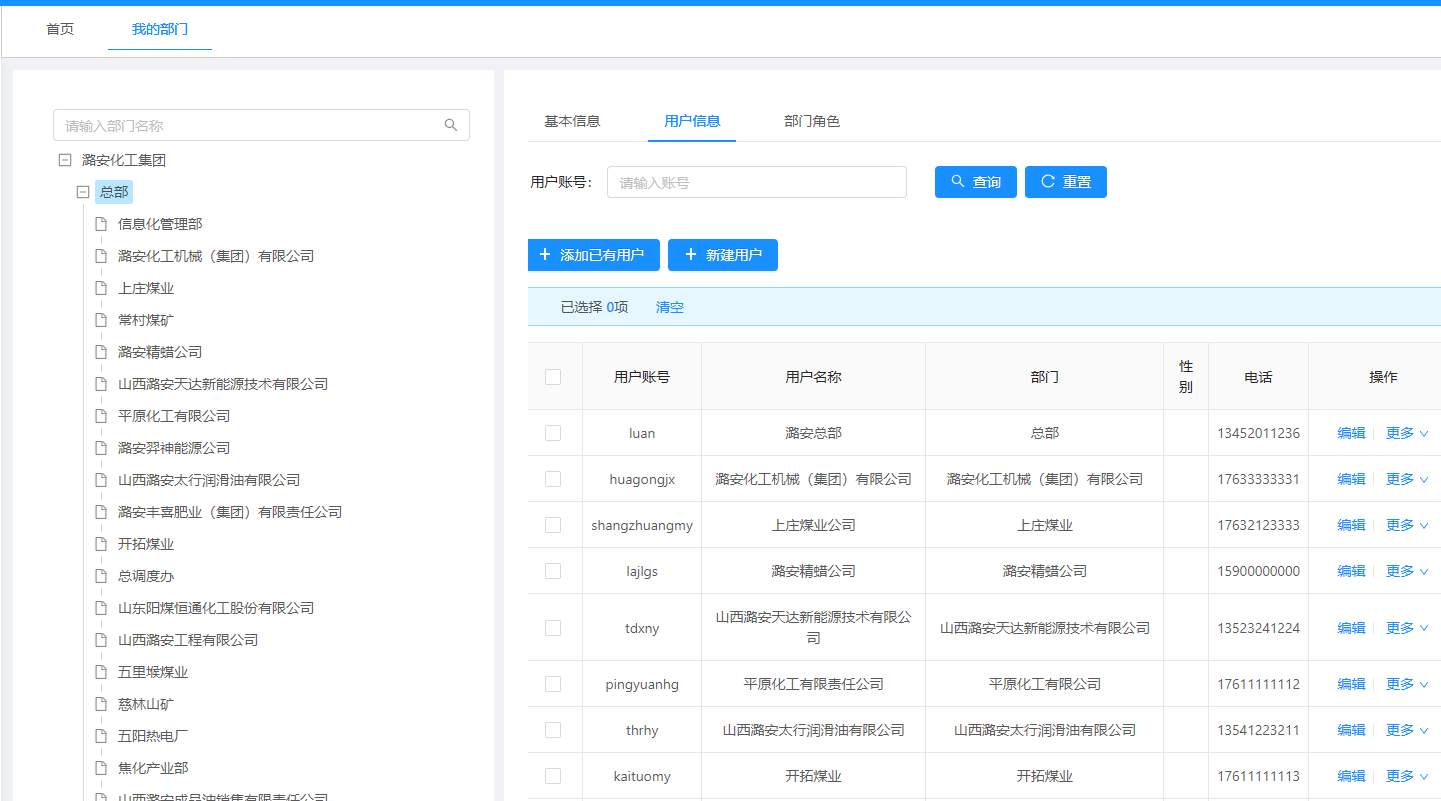 首页 我的部门
请输入部门名称
潞安化工集团
总部
信息化管理部
潞安化工机械（集团）有限公司
上庄煤业
常村煤矿
潞安精蜡公司
山西潞安天达新能源技术有限公司
平原化工有限公司
潞安羿神能源公司
山西潞安太行润滑油有限公司
潞安丰喜肥业（集团）有限责任公司
开拓煤业
总调度办
山东阳煤恒通化工股份有限公司
山西潞安工程有限公司
五里堠煤业
慈林山矿
五阳热电厂
焦化产业部
山西潞安成品油销售有限责任公司
基本信息 用户信息 部门角色
用户账号： 请输入账号 查询 重置
添加已有用户 新建用户
已选择 0项 清空
用户账号 用户名称 部门 性别 电话 操作
luan 潞安总部 总部 13452011236 编辑 更多
huagongjx 潞安化工机械（集团）有限公司 潞安化工机械（集团）有限公司 17633333331 编辑 更多
shangzhuangmy 上庄煤业公司 上庄煤业 17632123333 编辑 更多
lajlgs 潞安精蜡公司 潞安精蜡公司 15900000000 编辑 更多
tdxny 山西潞安天达新能源技术有限公司 山西潞安天达新能源技术有限公司 13523241224 编辑 更多
pingyuanhg 平原化工有限责任公司 平原化工有限公司 17611111112 编辑 更多
thrhy 山西潞安太行润滑油有限公司 山西潞安太行润滑油有限公司 13541223211 编辑 更多
kaituomy 开拓煤业 开拓煤业 17611111113 编辑 更多